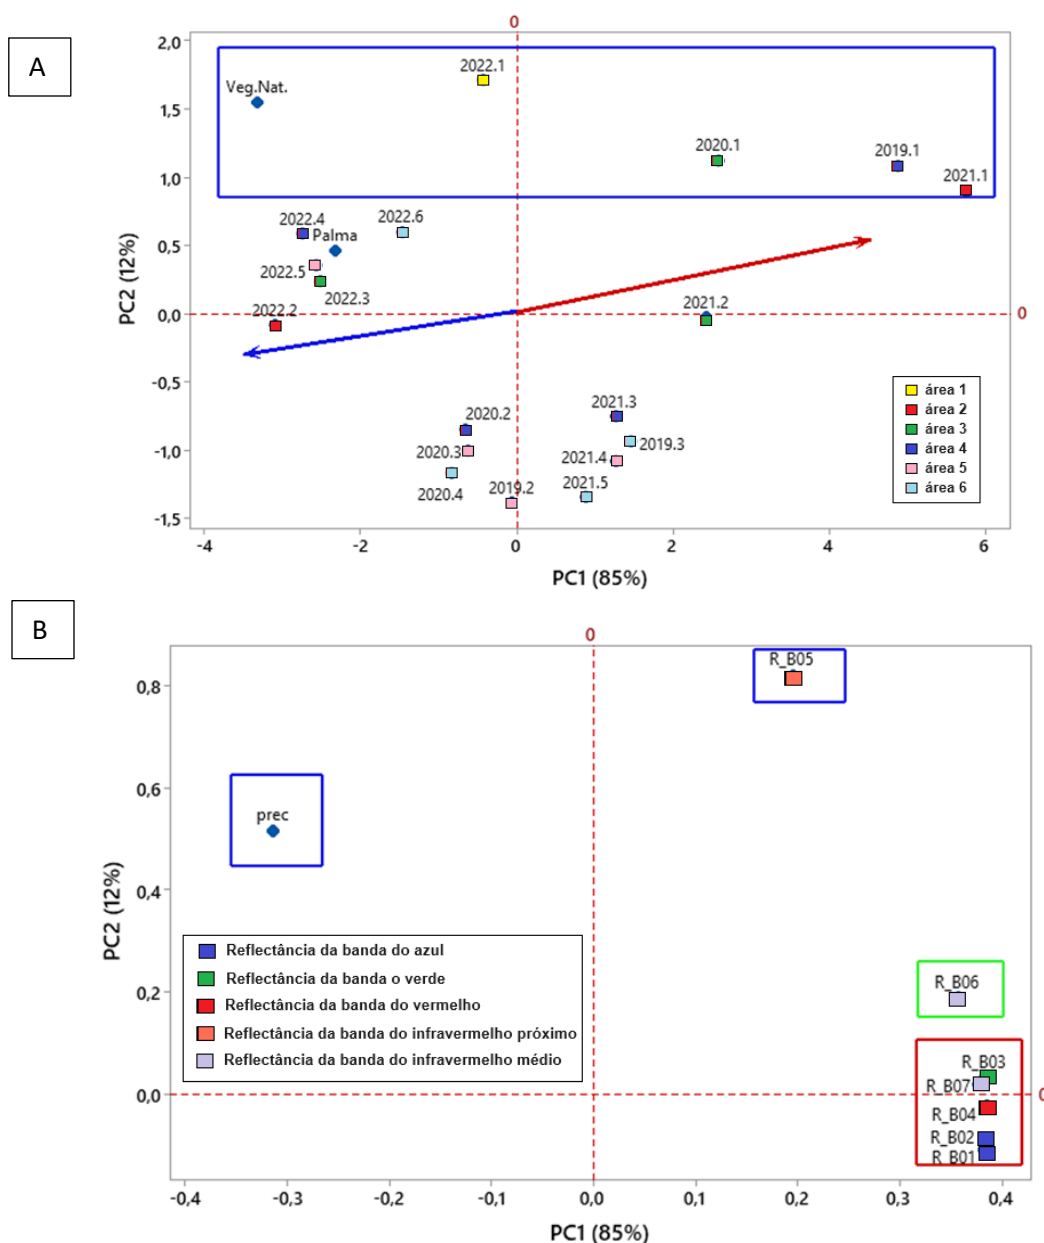 A
0
2,0
1,5
1,0
0,5
0,0
-0,5
-1,0
-1,5
PC2 (12%)
Veg.Nat.
2022.1
2020.1
2019.1
2021.1
2022.4
Palma
2022.6
2022.5
2022.3
2022.2
2021.2
0
2020.2
2020.3
2020.4
2019.2
2021.3
2019.3
2021.4
2021.5
área 1
área 2
área 3
área 4
área 5
área 6
-4
-2
0
2
4
6
PC1 (85%)
B
0
0,8
0,6
0,4
0,2
0,0
PC2 (12%)
R_B05
prec
Reflectância da banda do azul
Reflectância da banda o verde
Reflectância da banda do vermelho
Reflectância da banda do infravermelho próximo
Reflectância da banda do infravermelho médio
R_B06
R_B03
R_B07
R_B04
R_B02
R_B01
0
-0,4
-0,3
-0,2
-0,1
0,0
0,1
0,2
0,3
0,4
PC1 (85%)